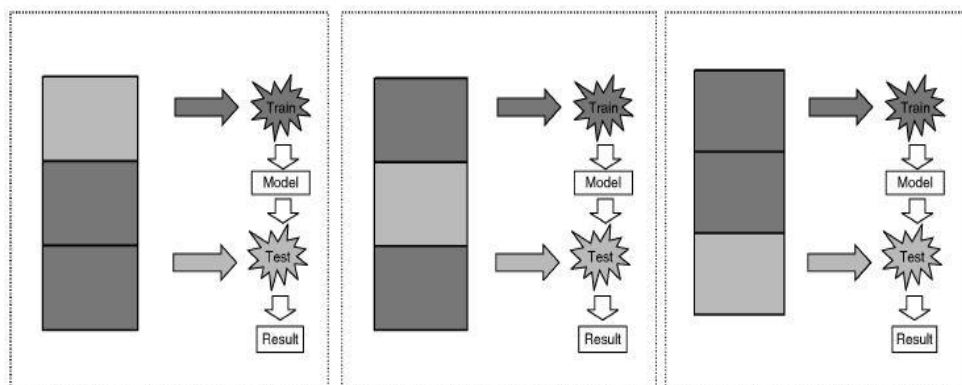 Train
Model
Test
Result
Train
Model
Test
Result
Train
Model
Test
Result